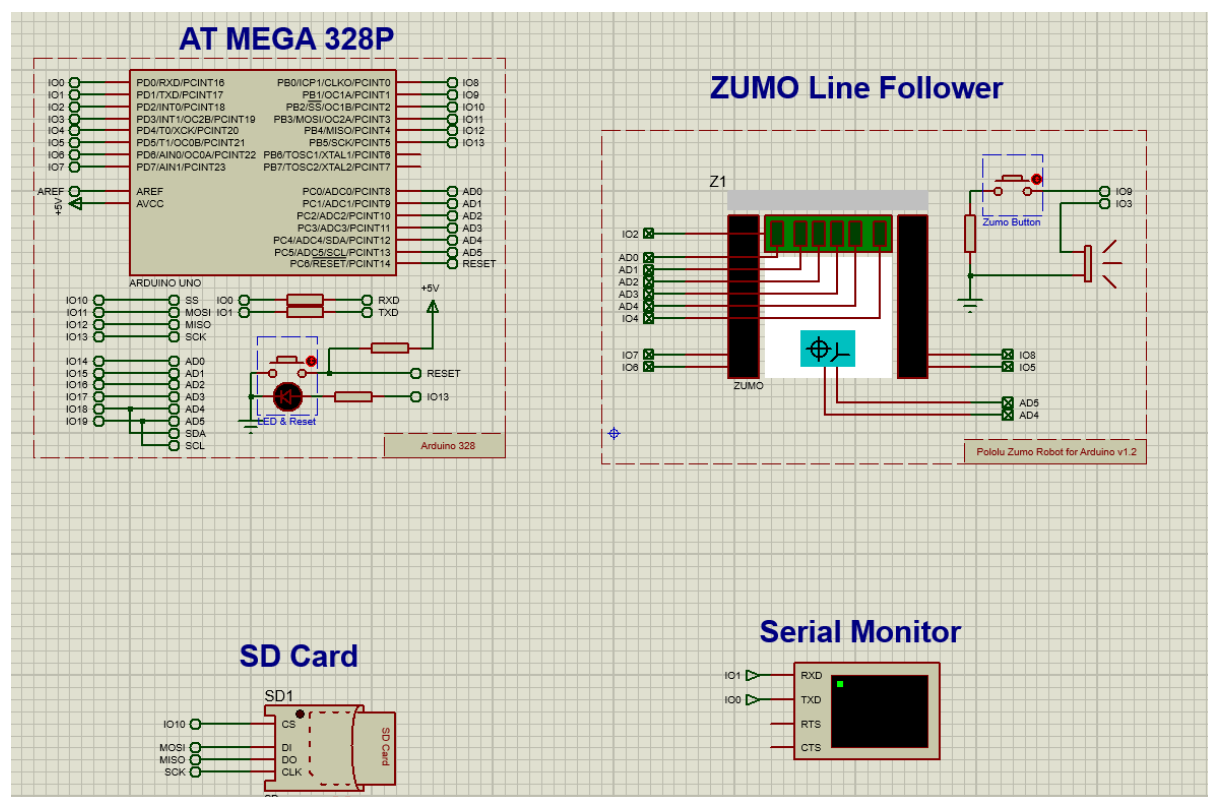 AT MEGA 328P
IO0 PD0/RXD/PCINT16 PB0/ICP1/CLKO/PCINT0 IO8
IO1 PD1/TXD/PCINT17 PB1/OC1A/PCINT1 IO9
IO2 PD2/INT0/PCINT18 PB2/SS/OC1B/PCINT2 IO10
IO3 PD3/INT1/OC2B/PCINT19 PB3/MOSI/OC2A/PCINT3 IO11
IO4 PD4/T0/XCK/PCINT20 PB4/MISO/PCINT4 IO12
IO5 PD5/T1/OC0B/PCINT21 PB5/SCK/PCINT5 IO13
IO6 PD6/AIN0/OC0A/PCINT22 PB6/TOSC1/XTAL1/PCINT6
IO7 PD7/AIN1/PCINT23 PB7/TOSC2/XTAL2/PCINT7
AREF AREF PC0/ADC0/PCINT8 AD0
+5V AVCC PC1/ADC1/PCINT9 AD1
PC2/ADC2/PCINT10 AD2
PC3/ADC3/PCINT11 AD3
PC4/ADC4/SDA/PCINT12 AD4
PC5/ADC5/SCL/PCINT13 AD5
PC6/RESET/PCINT14 RESET
ARDUINO UNO
IO10 SS IO0 RXD
IO11 MOSI IO1 TXD
IO12 MISO
IO13 SCK
+5V
IO14 AD0
IO15 AD1
IO16 AD2
IO17 AD3
IO18 AD4
IO19 AD5
SDA
SCL
RESET
IO13
LED & Reset
Arduino 328
ZUMO Line Follower
Z1
IO2
AD0
AD1
AD2
AD3
AD4
IO4
IO7
IO6
ZUMO
IO9
IO3
Zumo Button
IO8
IO5
AD5
AD4
Pololu Zumo Robot for Arduino v1.2
SD Card
SD1
IO10 CS
MOSI DI
MISO DO
SCK CLK
SD Card
Serial Monitor
IO1 RXD
IO0 TXD
RTS
CTS